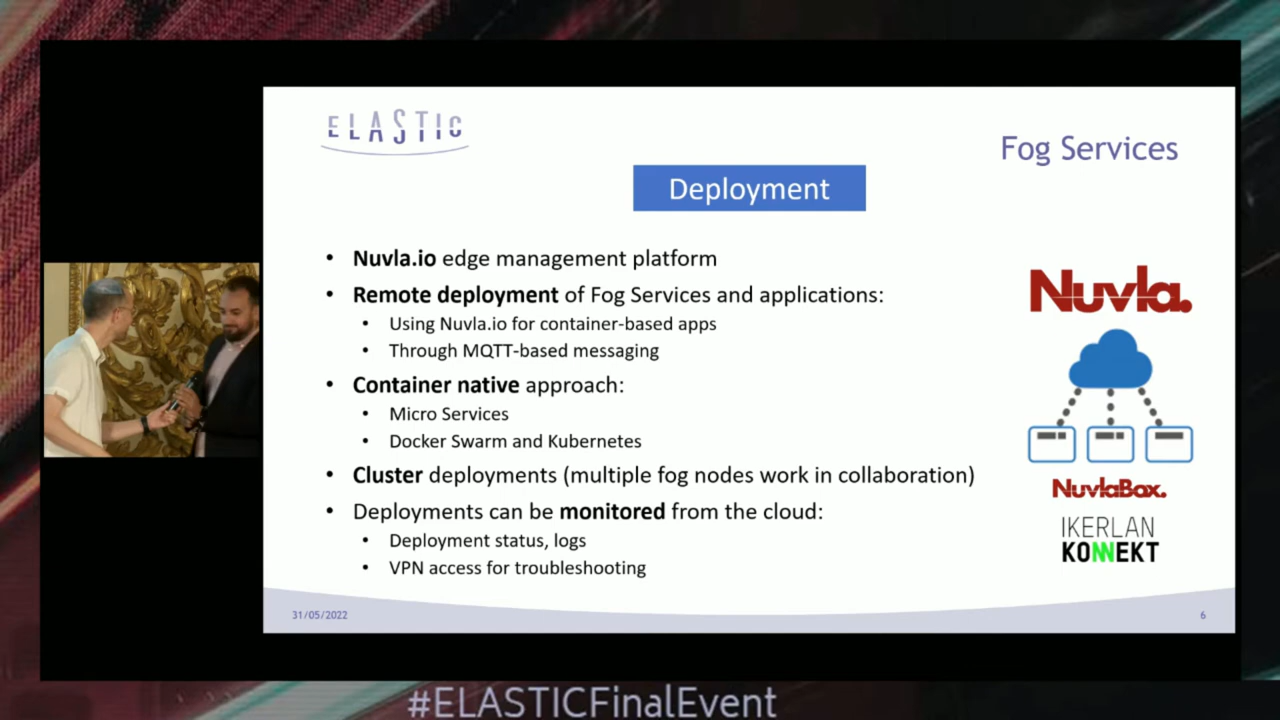 ELASTIC
Fog Services
Deployment
• Nuvla.io edge management platform
• Remote deployment of Fog Services and applications:
• Using Nuvla.io for container-based apps
• Through MQTT-based messaging
• Container native approach:
• Micro Services
• Docker Swarm and Kubernetes
• Cluster deployments (multiple fog nodes work in collaboration)
• Deployments can be monitored from the cloud:
• Deployment status, logs
• VPN access for troubleshooting
Nuvla.
NuvlaBox.
IKERLAN
KONNEKT
31/05/2022
6
#ELASTICFinalEvent